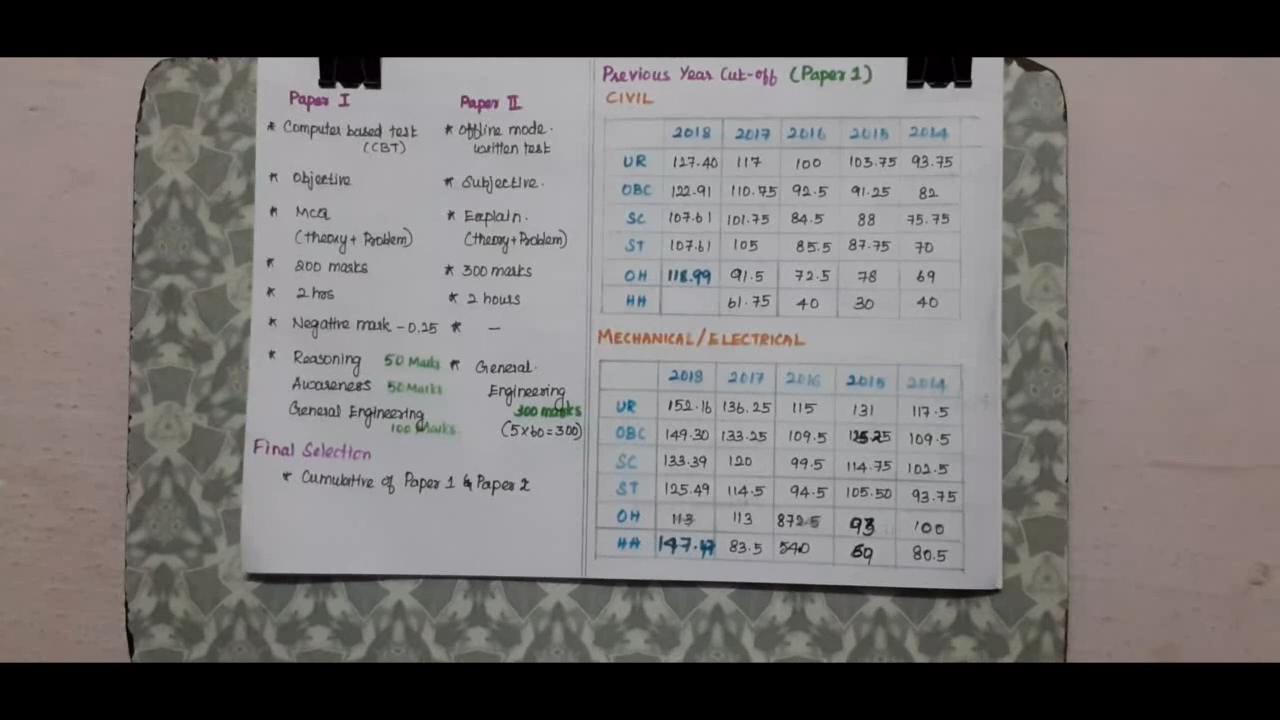 Paper I
* Computer based test
(CBT)
* Objective
* MCQ
(theory + Problem)
* 200 masks
* 2 hrs
* Negative mark - 0.25
* Reasoning 50 Marks
Awareness 50 Marks
General Engineering
100 Marks
Paper II
* Offline mode.
written test
* Subjective.
* Explain.
(theory + Problem)
* 300 marks
* 2 hours
* —
* General.
Engineering
300 marks
(5x60=300)
Final Selection
* Cumulative of Paper 1 & Paper 2
Previous Year Cut-off (Paper 1)
CIVIL
2018 2017 2016 2015 2014
UR 127.40 117 100 103.75 93.75
OBC 122.91 110.75 92.5 91.25 82
SC 107.61 101.75 84.5 88 75.75
ST 107.61 105 85.5 87.75 70
OH 118.99 91.5 72.5 78 69
HH 61.75 40 30 40
MECHANICAL/ELECTRICAL
2018 2017 2016 2015 2014
UR 152.16 136.25 115 131 117.5
OBC 149.30 133.25 109.5 109.5
SC 133.39 120 99.5 114.75 102.5
ST 125.49 114.5 94.5 105.50 93.75
OH 113 113 872.5 93 100
HH 83.5 540 80.5